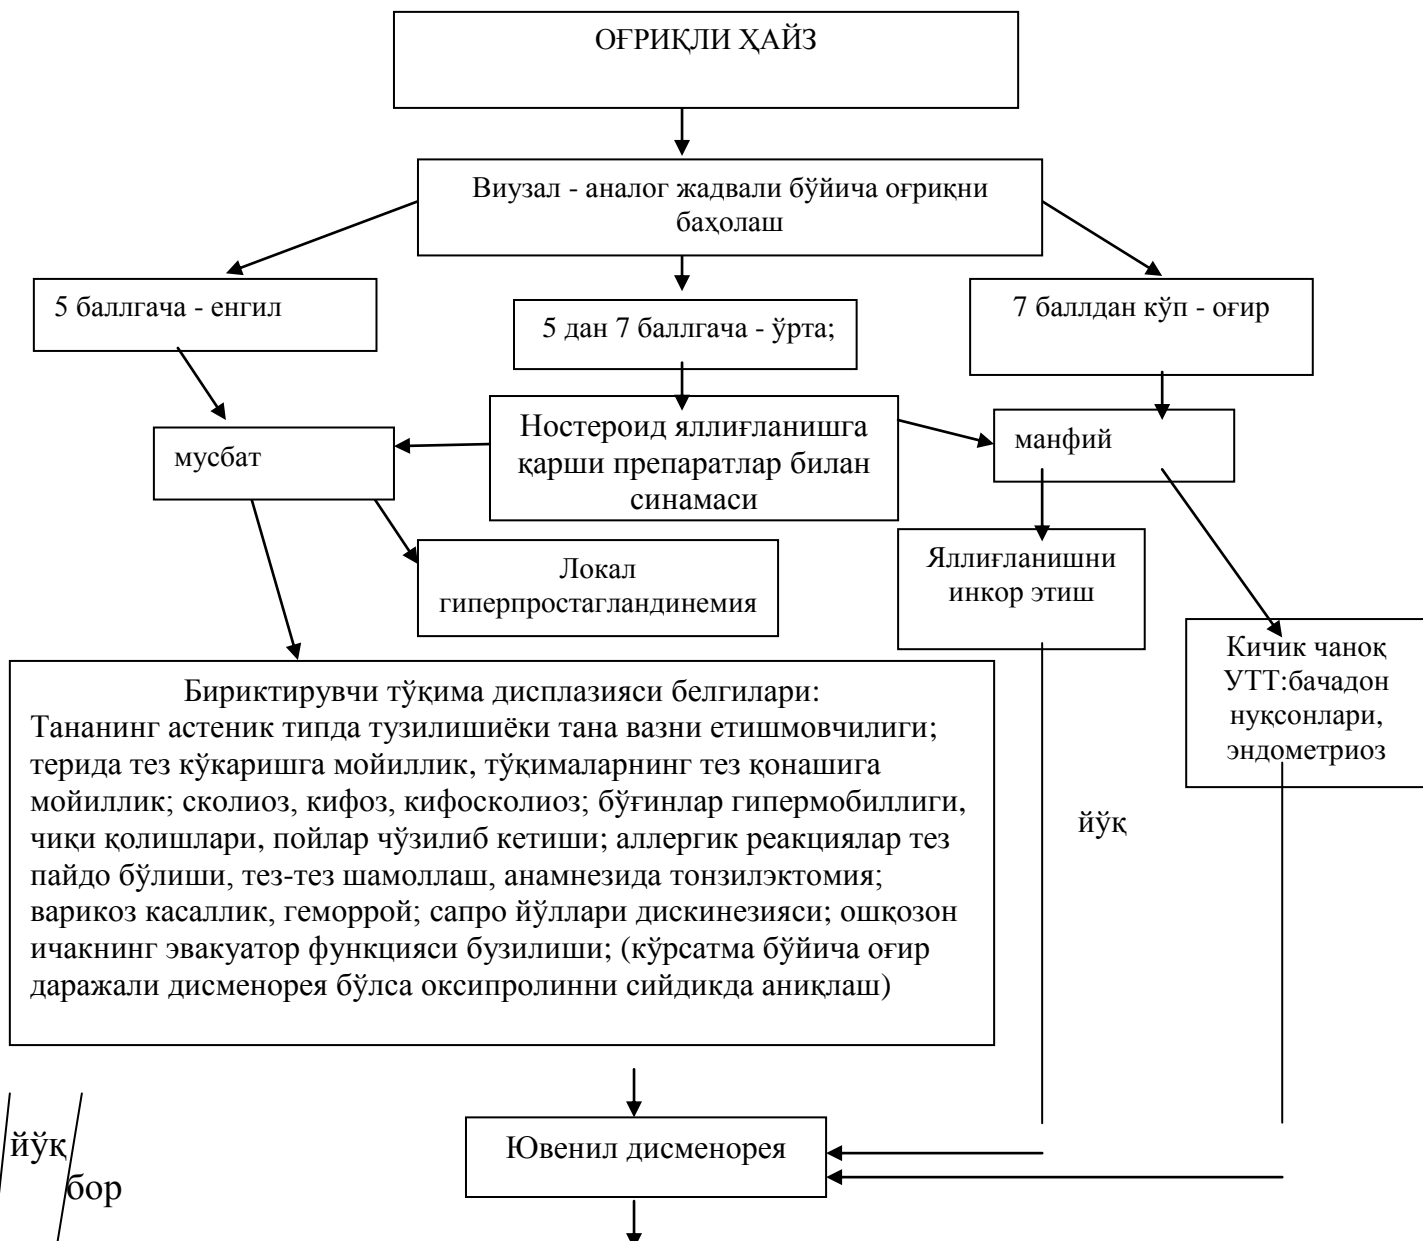 ОҒРИҚЛИ ҲАЙЗ
Виузал - аналог жадвали бўйича оғриқни
баҳолаш
5 баллгача - енгил
5 дан 7 баллгача - ўрта;
7 баллдан кўп - оғир
мусбат
Ностероид яллиғланишга
қарши препаратлар билан
синамаси
манфий
Локал
гиперпростагландинемия
Яллиғланишни
инкор этиш
Кичик чаноқ
УТТ:бачадон
нуқсонлари,
эндометриоз
Бириктирувчи тўқима дисплазияси белгилари:
Тананинг астеник типда тузилишиёки тана вазни етишмовчилиги;
терида тез кўкаришга мойиллик, тўқималарнинг тез қонашига
мойиллик; сколиоз, кифоз, кифосколиоз; бўғинлар гипермобиллиги,
чиқи қолишлари, пойлар чўзилиб кетиши; аллергик реакциялар тез
пайдо бўлиши, тез-тез шамоллаш, анамнезида тонзилэктомия;
варикоз касаллик, геморрой; сапро йўллари дискинезияси; ошқозон
ичакнинг эвакуатор функцияси бузилиши; (кўрсатма бўйича оғир
даражали дисменорея бўлса оксипролинни сийдикда аниқлаш)
йўқ
Ювенил дисменорея
йўқ
бор